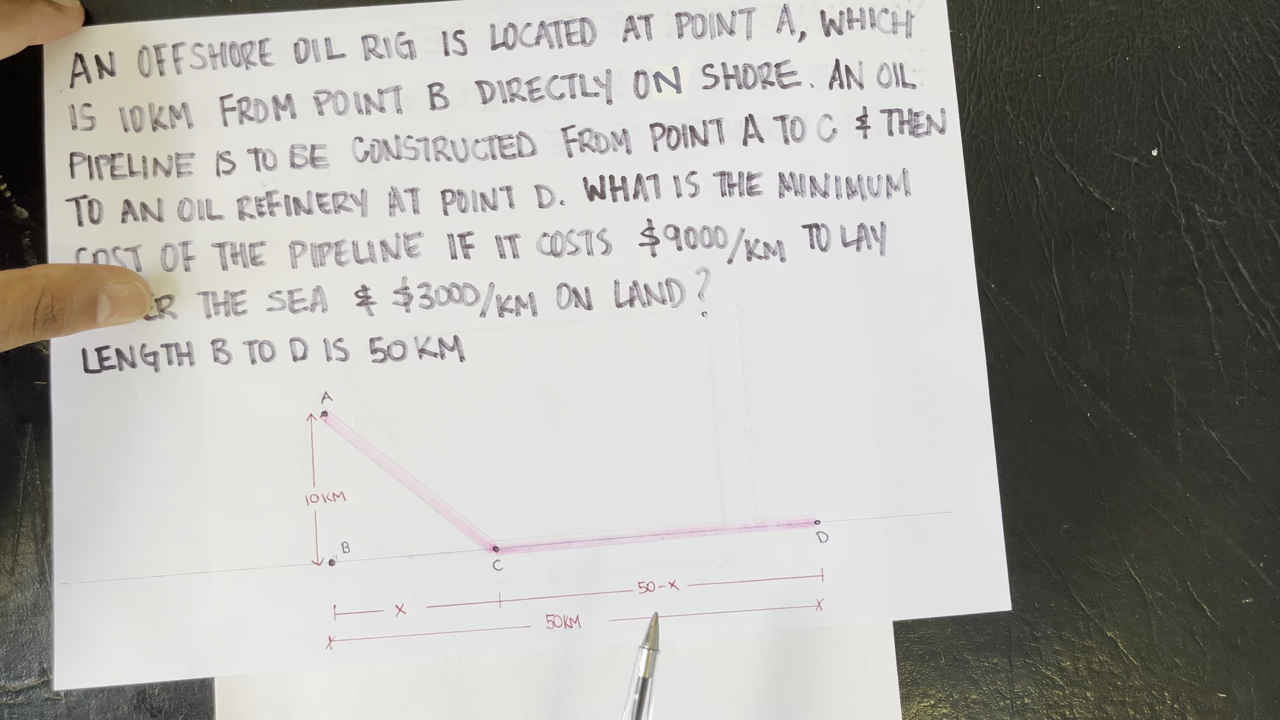 AN OFFSHORE OIL RIG IS LOCATED AT POINT A, WHICH
IS 10KM FROM POINT B DIRECTLY ON SHORE. AN OIL
PIPELINE IS TO BE CONSTRUCTED FROM POINT A TO C & THEN
TO AN OIL REFINERY AT POINT D. WHAT IS THE MINIMUM
COST OF THE PIPELINE IF IT COSTS $9000/KM TO LAY
THE SEA & $3000/KM ON LAND?
LENGTH B TO D IS 50KM
A
10KM
B
C
D
X
50-X
50KM